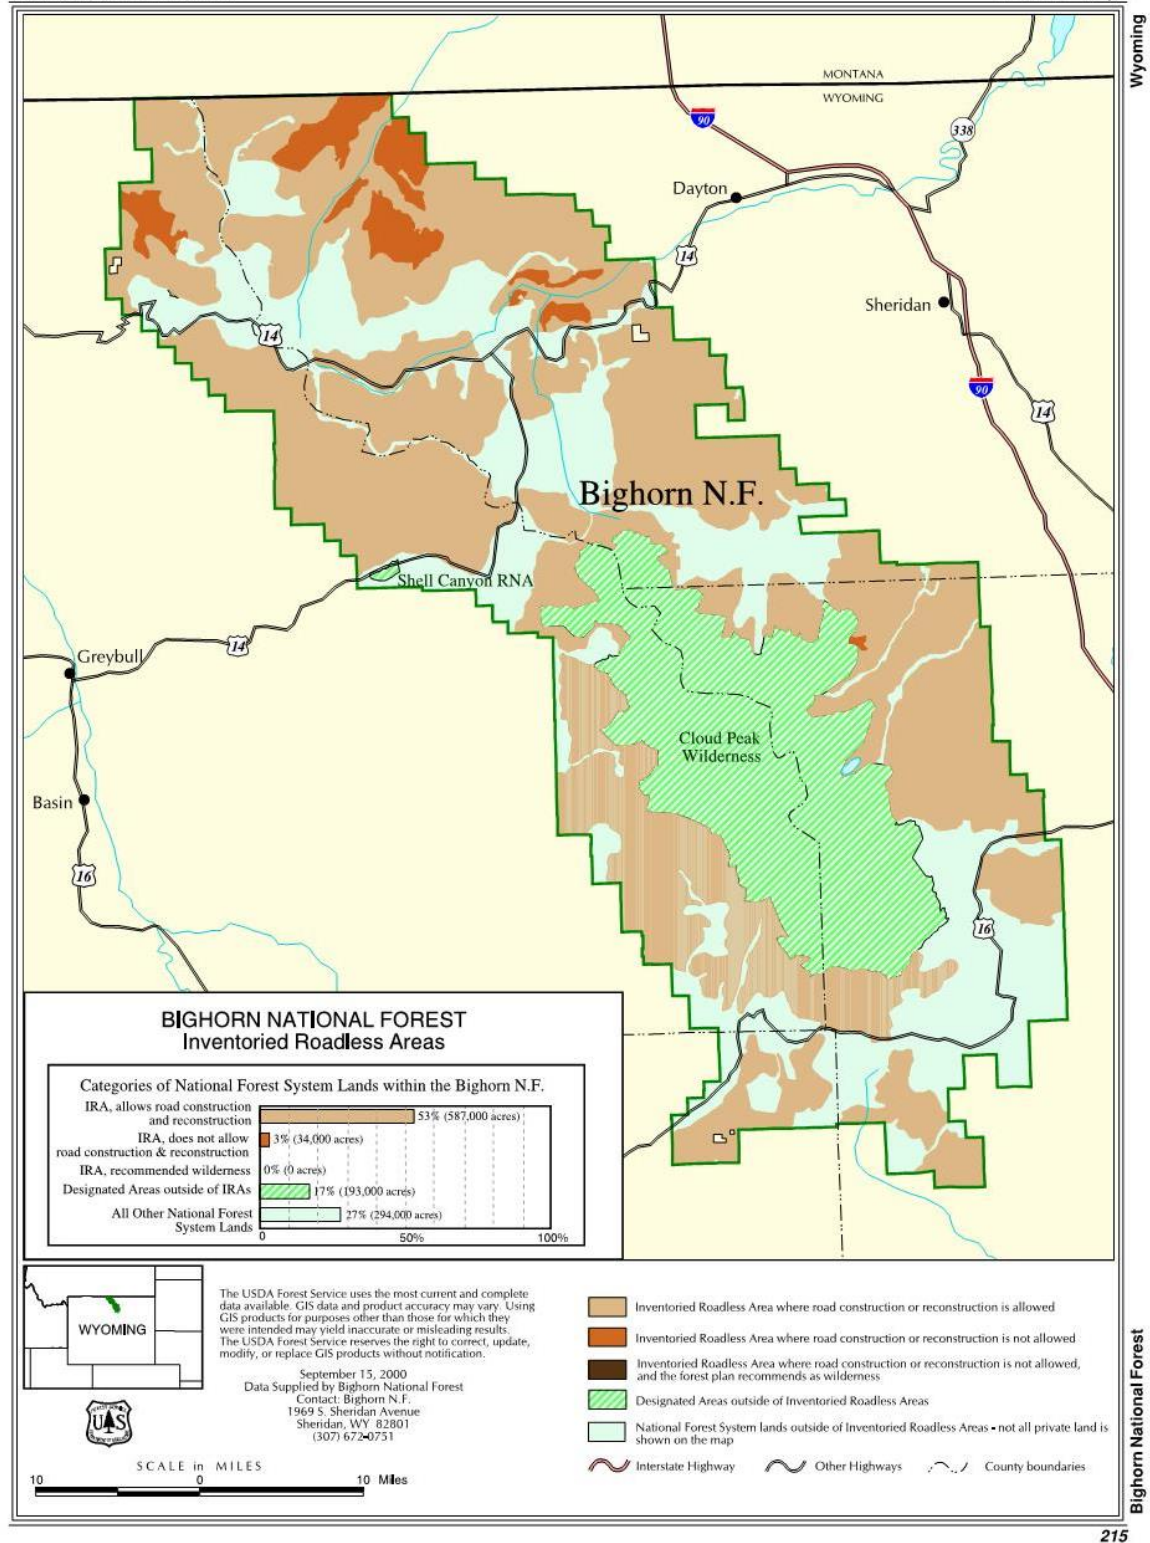 Wyoming
MONTANA
WYOMING
90
338
Dayton
14
Sheridan
14
90
14
Bighorn N.F.
Shell Canyon RNA
14
Greybull
Cloud Peak
Wilderness
Basin
16
16
BIGHORN NATIONAL FOREST
Inventoried Roadless Areas
Categories of National Forest System Lands within the Bighorn N.F.
IRA, allows road construction
and reconstruction
53% (587,000 acres)
IRA, does not allow
road construction & reconstruction
3% (34,000 acres)
IRA, recommended wilderness
0% (0 acres)
Designated Areas outside of IRAs
17% (193,000 acres)
All Other National Forest
System Lands
27% (294,000 acres)
0 50% 100%
WYOMING
The USDA Forest Service uses the most current and complete
data available. GIS data and product accuracy may vary. Using
GIS products for purposes other than those for which they
were intended may yield inaccurate or misleading results.
The USDA Forest Service reserves the right to correct, update,
modify, or replace GIS products without notification.
September 15, 2000
Data Supplied by Bighorn National Forest
Contact: Bighorn N.F.
1969 S. Sheridan Avenue
Sheridan, WY 82801
(307) 672-0751
U S
SCALE in MILES
10 0 10 Miles
Inventoried Roadless Area where road construction or reconstruction is allowed
Inventoried Roadless Area where road construction or reconstruction is not allowed
Inventoried Roadless Area where road construction or reconstruction is not allowed,
and the forest plan recommends as wilderness
Designated Areas outside of Inventoried Roadless Areas
National Forest System lands outside of Inventoried Roadless Areas - not all private land is
shown on the map
Interstate Highway Other Highways County boundaries
Bighorn National Forest
215